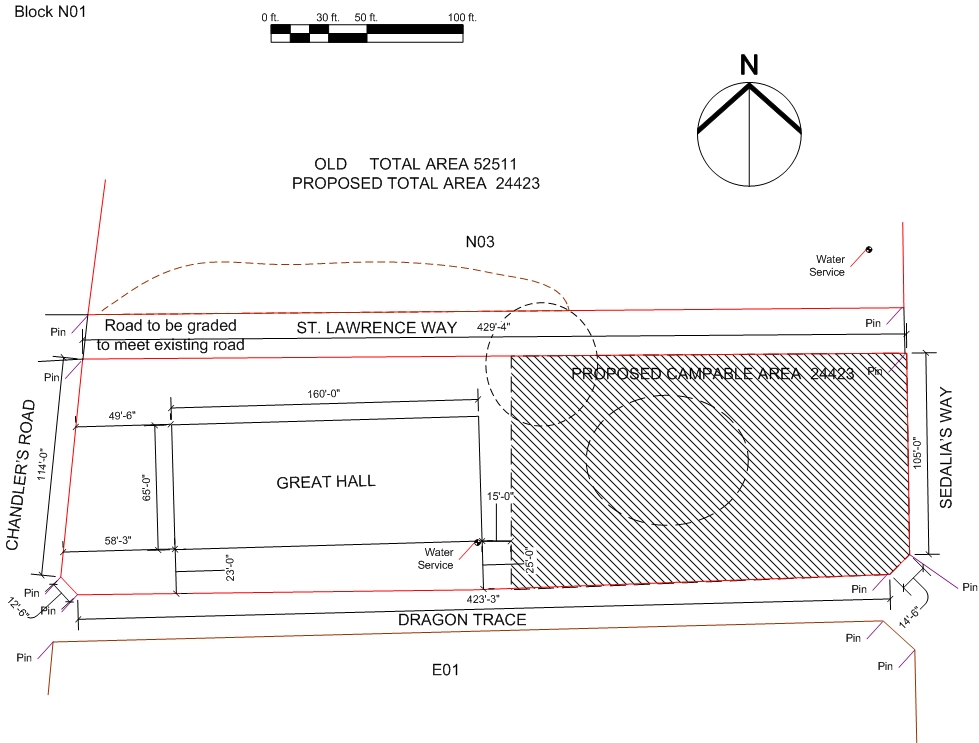 Block N01
0 ft. 30 ft. 50 ft. 100 ft.
N
OLD TOTAL AREA 52511
PROPOSED TOTAL AREA 24423
N03
Water
Service
Pin
Road to be graded
to meet existing road
ST. LAWRENCE WAY
429'-4"
Pin
Pin
PROPOSED CAMPABLE AREA 24423
Pin
CHANDLER'S ROAD
114'-0"
49'-6"
160'-0"
65'-0"
GREAT HALL
15'-0"
105'-0"
SEDALIA'S WAY
58'-3"
Water
Service
23'-0"
25'-0"
Pin
12'-6"
Pin
423'-3"
Pin
Pin
14'-6"
DRAGON TRACE
Pin
Pin
Pin
E01